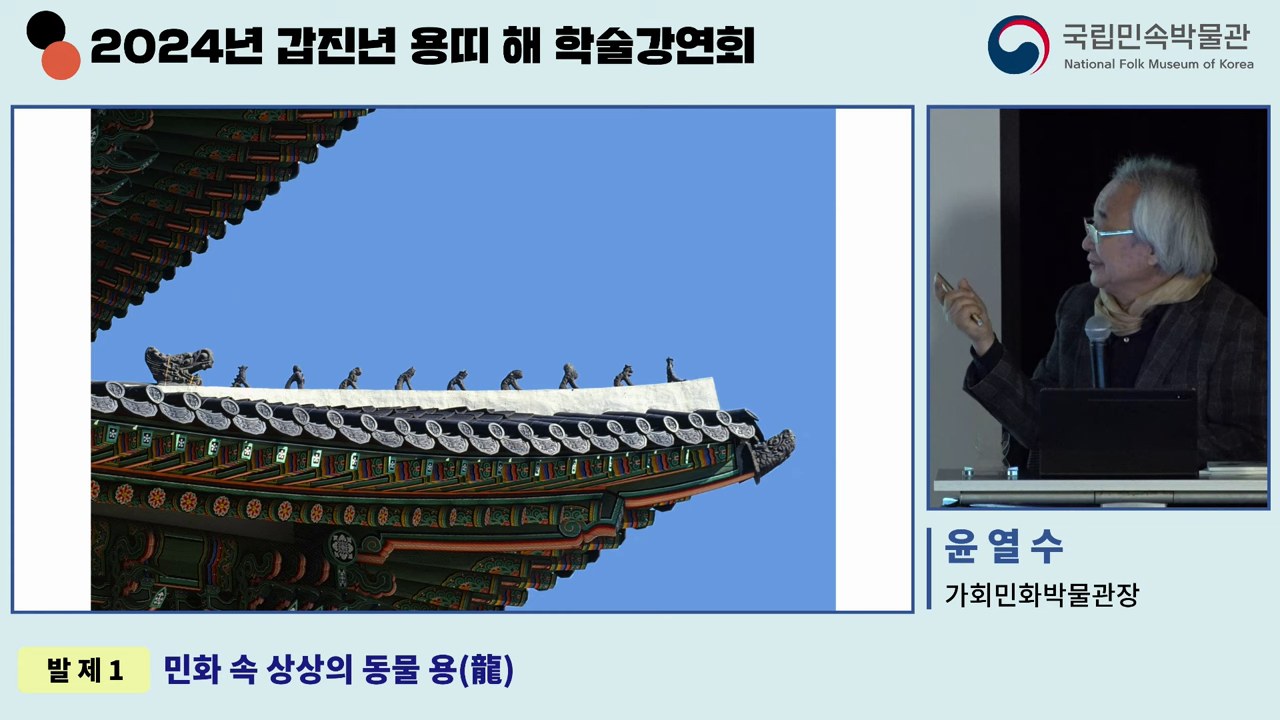 2024년 갑진년 용띠 해 학술강연회
국립민속박물관
National Folk Museum of Korea
윤열수
가회민화박물관장
발제1
민화 속 상상의 동물 용(龍)